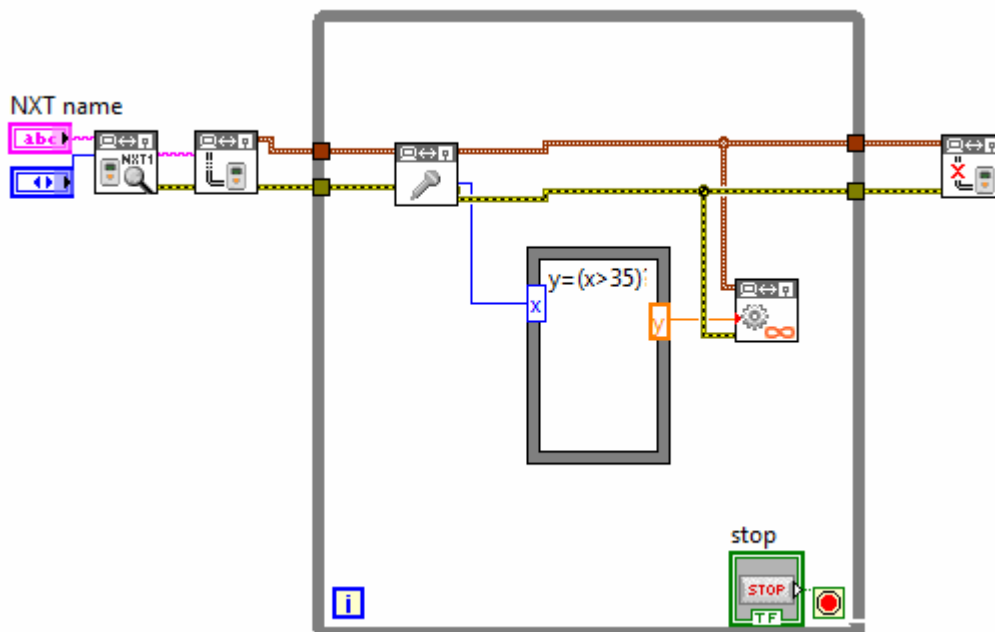 NXT name
abc
NXT1
y=(x>35)?
x
y
stop
STOP
TF
i